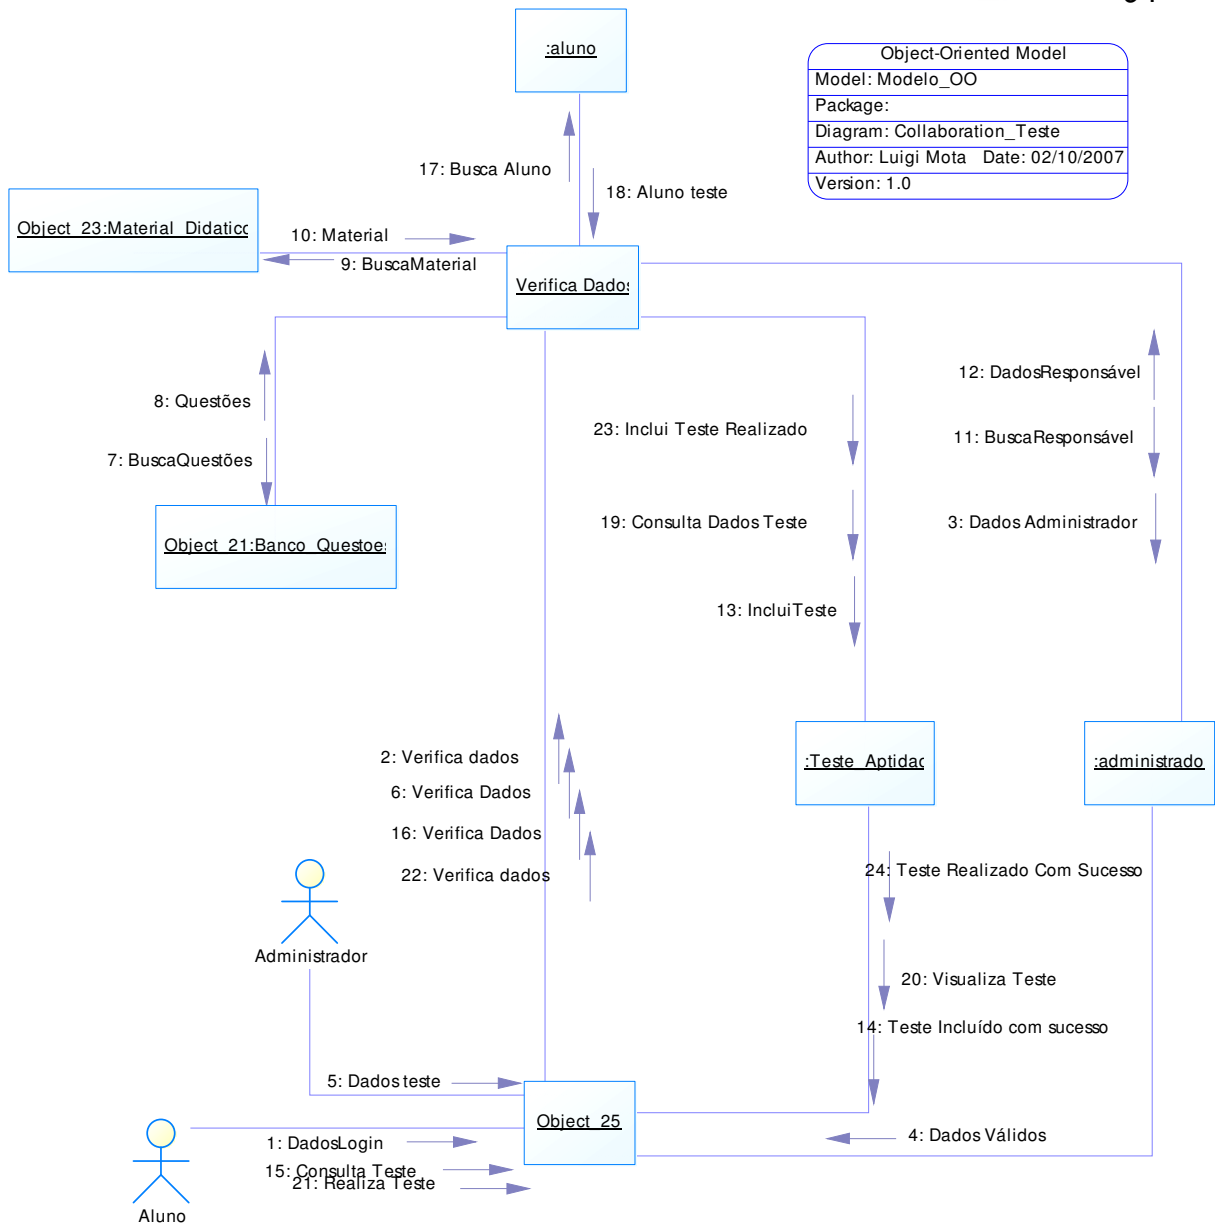 :aluno
Object-Oriented Model
Model: Modelo_OO
Package:
Diagram: Collaboration_Teste
Author: Luigi Mota Date: 02/10/2007
Version: 1.0
17: Busca Aluno
18: Aluno teste
Object_23:Material_Didatico
10: Material
9: BuscaMaterial
Verifica Dados
8: Questões
7: BuscaQuestões
12: DadosResponsável
23: Inclui Teste Realizado
11: BuscaResponsável
19: Consulta Dados Teste
3: Dados Administrador
Object_21:Banco_Questoes
13: IncluiTeste
2: Verifica dados
6: Verifica Dados
16: Verifica Dados
22: Verifica dados
:Teste_Aptidac
:administrado
24: Teste Realizado Com Sucesso
Administrador
20: Visualiza Teste
14: Teste Incluído com sucesso
5: Dados teste
Object_25
1: DadosLogin
4: Dados Válidos
15: Consulta Teste
21: Realiza Teste
Aluno